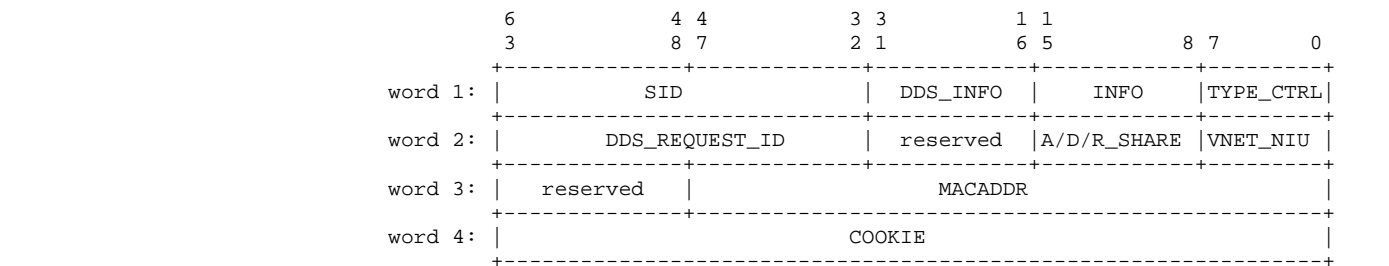 6 4 4 3 3 1 1
3 8 7 2 1 6 5 8 7 0
+--------------+-------------+------------+------------+---------+
word 1: | SID | DDS_INFO | INFO |TYPE_CTRL|
+--------------+-------------+------------+------------+---------+
word 2: | DDS_REQUEST_ID | reserved |A/D/R_SHARE |VNET_NIU |
+--------------+-------------+------------+------------+---------+
word 3: | reserved | MACADDR |
+--------------+-------------------------------------------------+
word 4: | COOKIE |
+----------------------------------------------------------------+